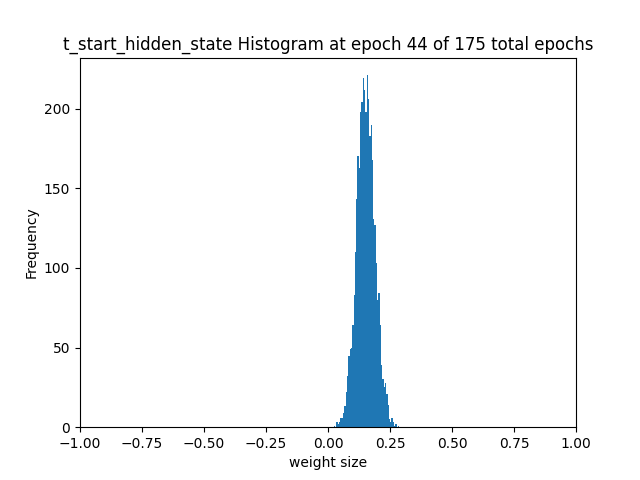 t_start_hidden_state Histogram at epoch 44 of 175 total epochs
Frequency
200
150
100
50
0
−1.00 −0.75 −0.50 −0.25 0.00 0.25 0.50 0.75 1.00
weight size